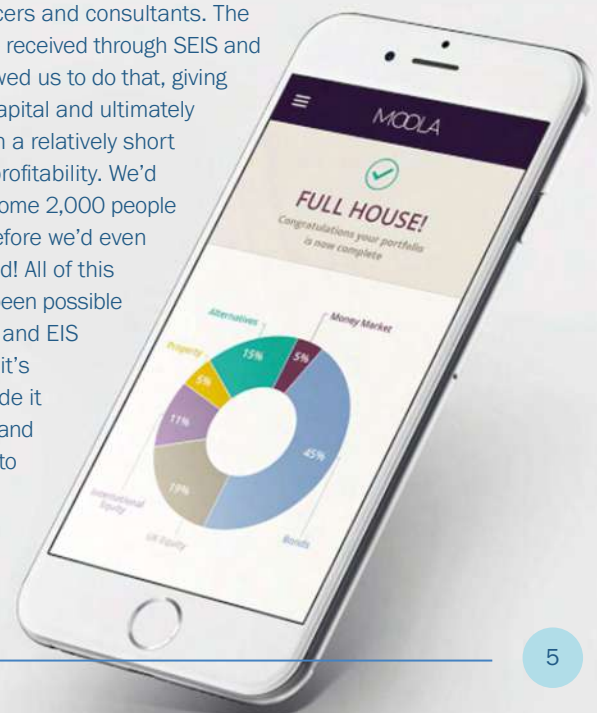 cers and consultants. The
received through SEIS and
wed us to do that, giving
apital and ultimately
n a relatively short
rofitability. We'd
ome 2,000 people
efore we'd even
d! All of this
been possible
and EIS
it's
de it
and
to
MOOLA
FULL HOUSE!
Congratulations your portfolio
is now complete
Alternatives
Money Market
Property
15%
5%
5%
11%
45%
19%
International
Equity
UK Equity
Bonds
5